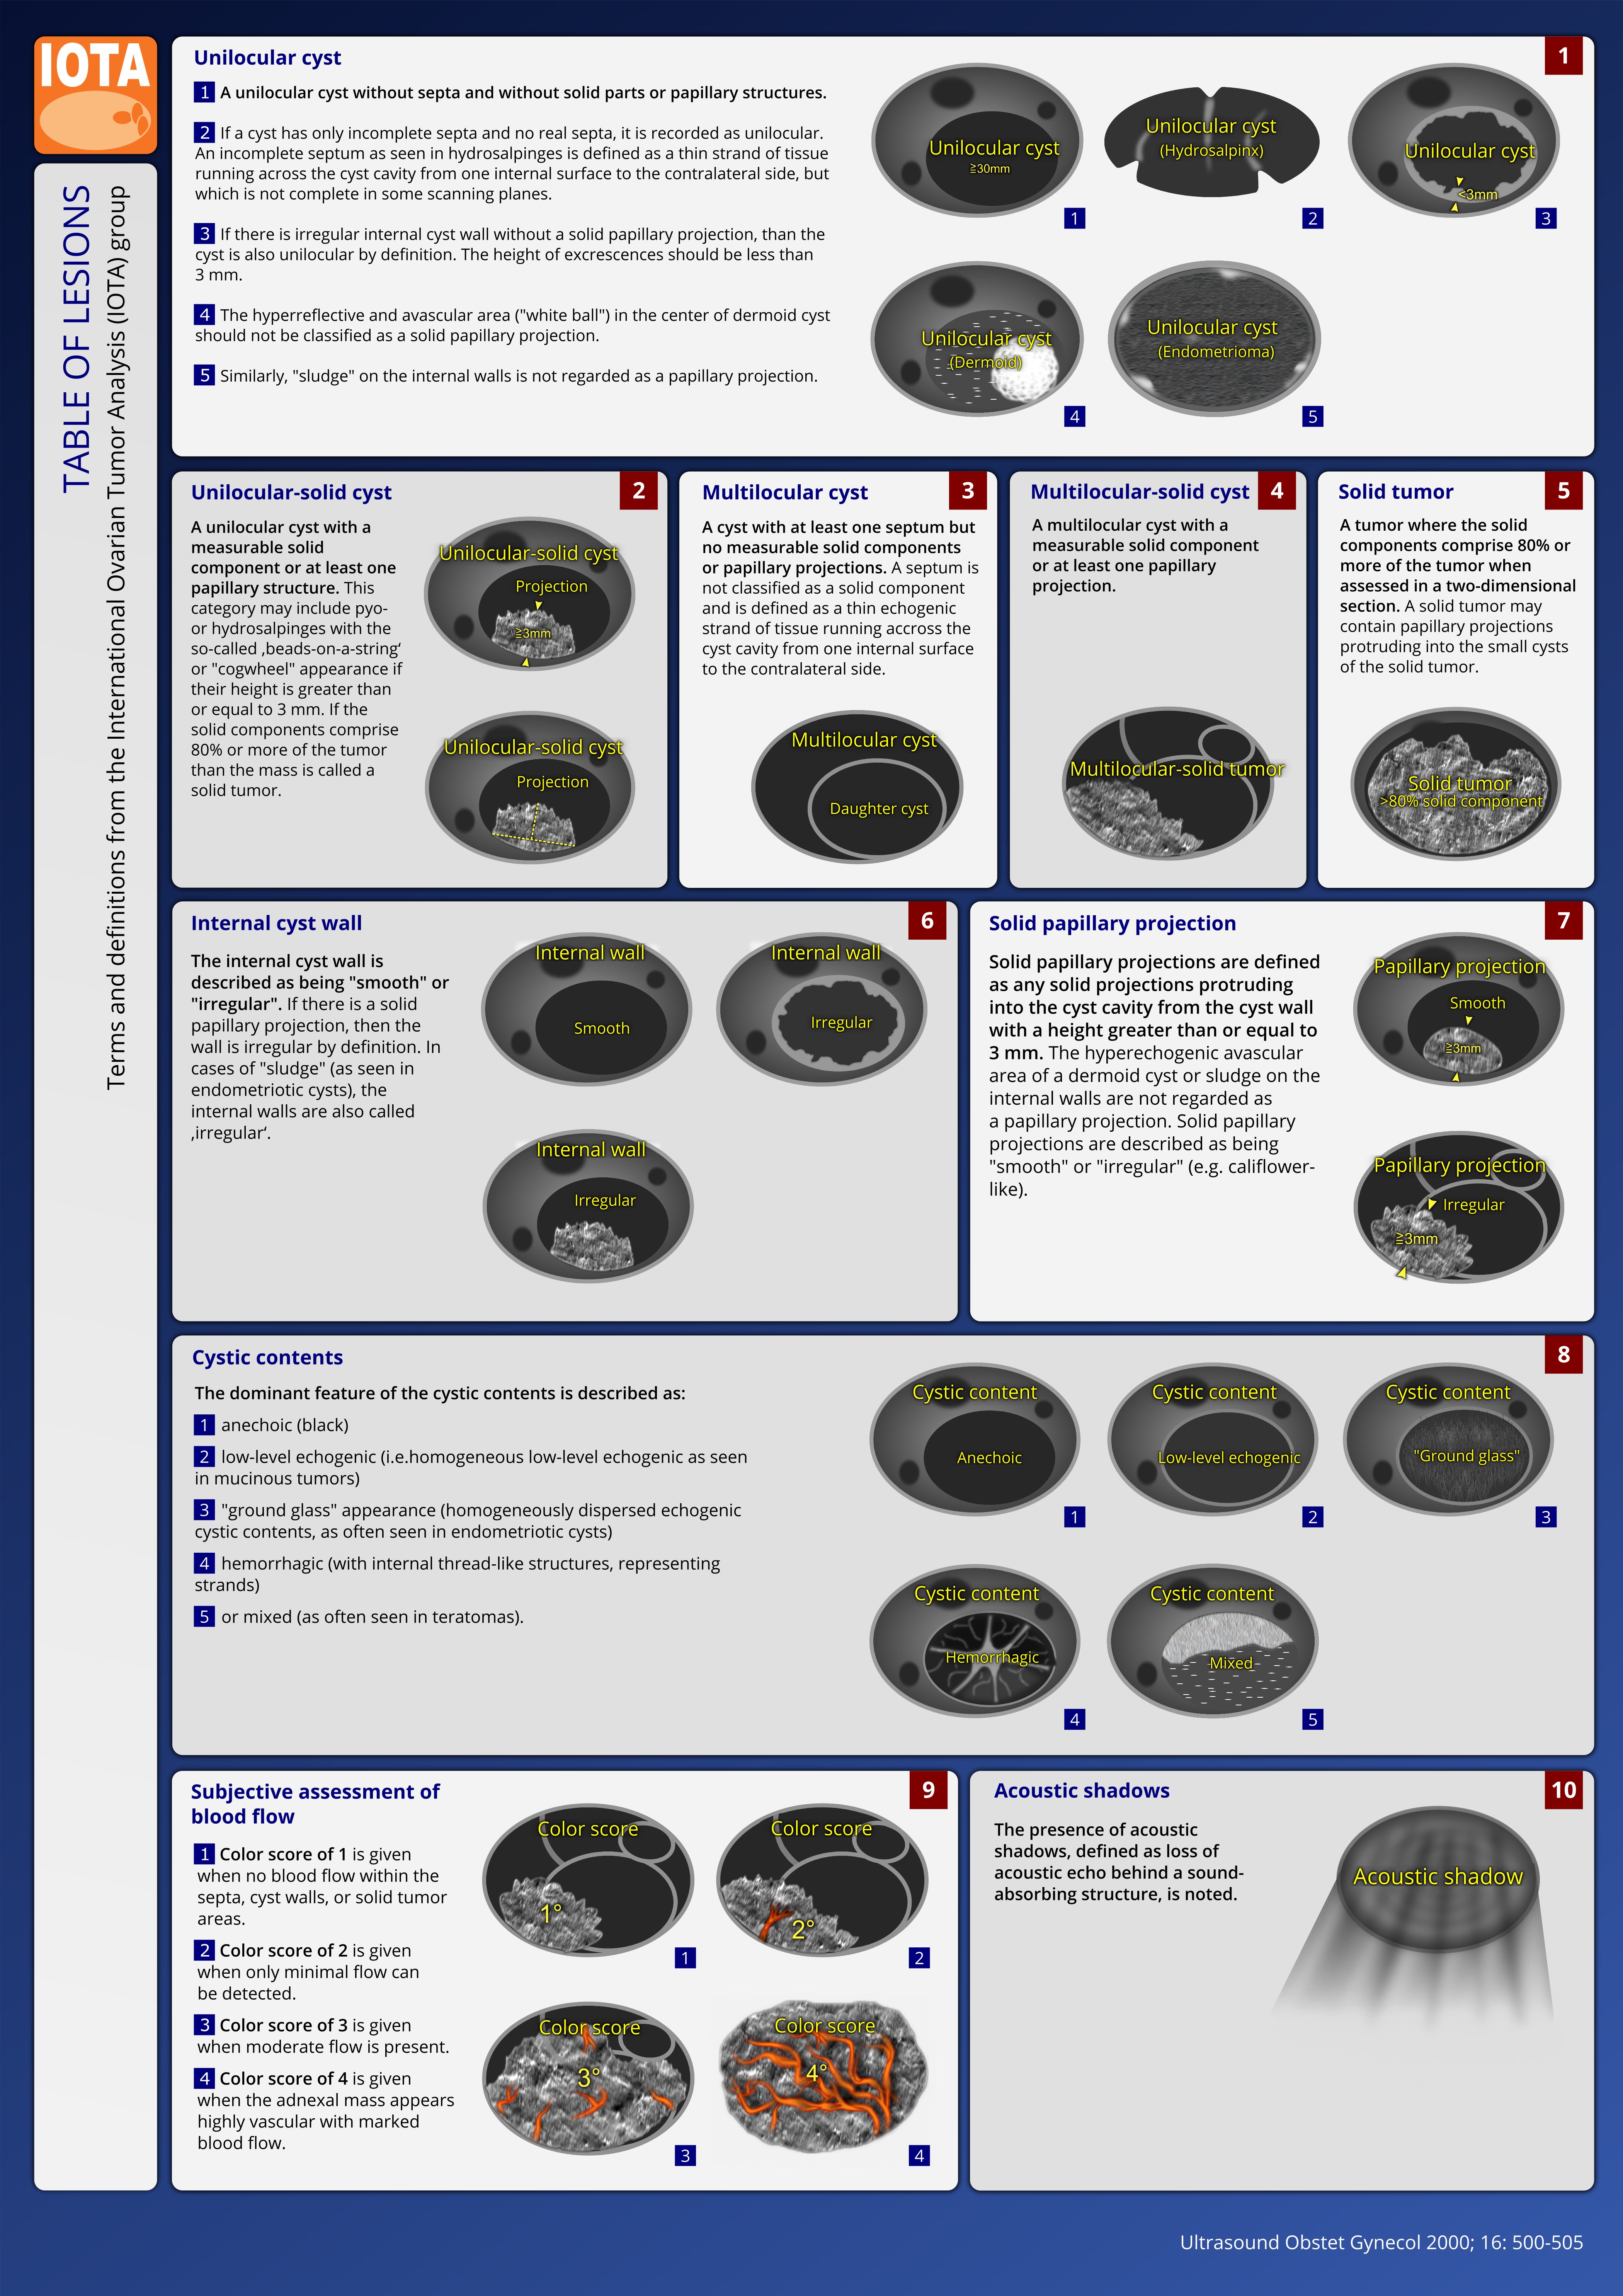 IOTA
TABLE OF LESIONS
Terms and definitions from the International Ovarian Tumor Analysis (IOTA) group
Unilocular cyst
1
1 A unilocular cyst without septa and without solid parts or papillary structures.
2 If a cyst has only incomplete septa and no real septa, it is recorded as unilocular.
An incomplete septum as seen in hydrosalpinges is defined as a thin strand of tissue
running across the cyst cavity from one internal surface to the contralateral side, but
which is not complete in some scanning planes.
3 If there is irregular internal cyst wall without a solid papillary projection, than the
cyst is also unilocular by definition. The height of excrescences should be less than
3 mm.
4 The hyperreflective and avascular area ("white ball") in the center of dermoid cyst
should not be classified as a solid papillary projection.
5 Similarly, "sludge" on the internal walls is not regarded as a papillary projection.
Unilocular cyst
≧30mm
1
Unilocular cyst
(Hydrosalpinx)
2
Unilocular cyst
<3mm
3
Unilocular cyst
(Dermoid)
4
Unilocular cyst
(Endometrioma)
5
Unilocular-solid cyst
2
A unilocular cyst with a
measurable solid
component or at least one
papillary structure. This
category may include pyo-
or hydrosalpinges with the
so-called ‚beads-on-a-string‘
or "cogwheel" appearance if
their height is greater than
or equal to 3 mm. If the
solid components comprise
80% or more of the tumor
than the mass is called a
solid tumor.
Unilocular-solid cyst
Projection
≧3mm
Unilocular-solid cyst
Projection
Multilocular cyst
3
A cyst with at least one septum but
no measurable solid components
or papillary projections. A septum is
not classified as a solid component
and is defined as a thin echogenic
strand of tissue running accross the
cyst cavity from one internal surface
to the contralateral side.
Multilocular cyst
Daughter cyst
Multilocular-solid cyst
4
A multilocular cyst with a
measurable solid component
or at least one papillary
projection.
Multilocular-solid tumor
Solid tumor
5
A tumor where the solid
components comprise 80% or
more of the tumor when
assessed in a two-dimensional
section. A solid tumor may
contain papillary projections
protruding into the small cysts
of the solid tumor.
Solid tumor
>80% solid component
Internal cyst wall
6
The internal cyst wall is
described as being "smooth" or
"irregular". If there is a solid
papillary projection, then the
wall is irregular by definition. In
cases of "sludge" (as seen in
endometriotic cysts), the
internal walls are also called
‚irregular‘.
Internal wall
Smooth
Internal wall
Irregular
Internal wall
Irregular
Solid papillary projection
7
Solid papillary projections are defined
as any solid projections protruding
into the cyst cavity from the cyst wall
with a height greater than or equal to
3 mm. The hyperechogenic avascular
area of a dermoid cyst or sludge on the
internal walls are not regarded as
a papillary projection. Solid papillary
projections are described as being
"smooth" or "irregular" (e.g. califlower-
like).
Papillary projection
Smooth
≧3mm
Papillary projection
Irregular
≧3mm
Cystic contents
8
The dominant feature of the cystic contents is described as:
1 anechoic (black)
2 low-level echogenic (i.e.homogeneous low-level echogenic as seen
in mucinous tumors)
3 "ground glass" appearance (homogeneously dispersed echogenic
cystic contents, as often seen in endometriotic cysts)
4 hemorrhagic (with internal thread-like structures, representing
strands)
5 or mixed (as often seen in teratomas).
Cystic content
Anechoic
1
Cystic content
Low-level echogenic
2
Cystic content
"Ground glass"
3
Cystic content
Hemorrhagic
4
Cystic content
Mixed
5
Subjective assessment of
blood flow
9
1 Color score of 1 is given
when no blood flow within the
septa, cyst walls, or solid tumor
areas.
2 Color score of 2 is given
when only minimal flow can
be detected.
3 Color score of 3 is given
when moderate flow is present.
4 Color score of 4 is given
when the adnexal mass appears
highly vascular with marked
blood flow.
Color score
1°
1
Color score
2°
2
Color score
3°
3
Color score
4°
4
Acoustic shadows
10
The presence of acoustic
shadows, defined as loss of
acoustic echo behind a sound-
absorbing structure, is noted.
Acoustic shadow
Ultrasound Obstet Gynecol 2000; 16: 500-505